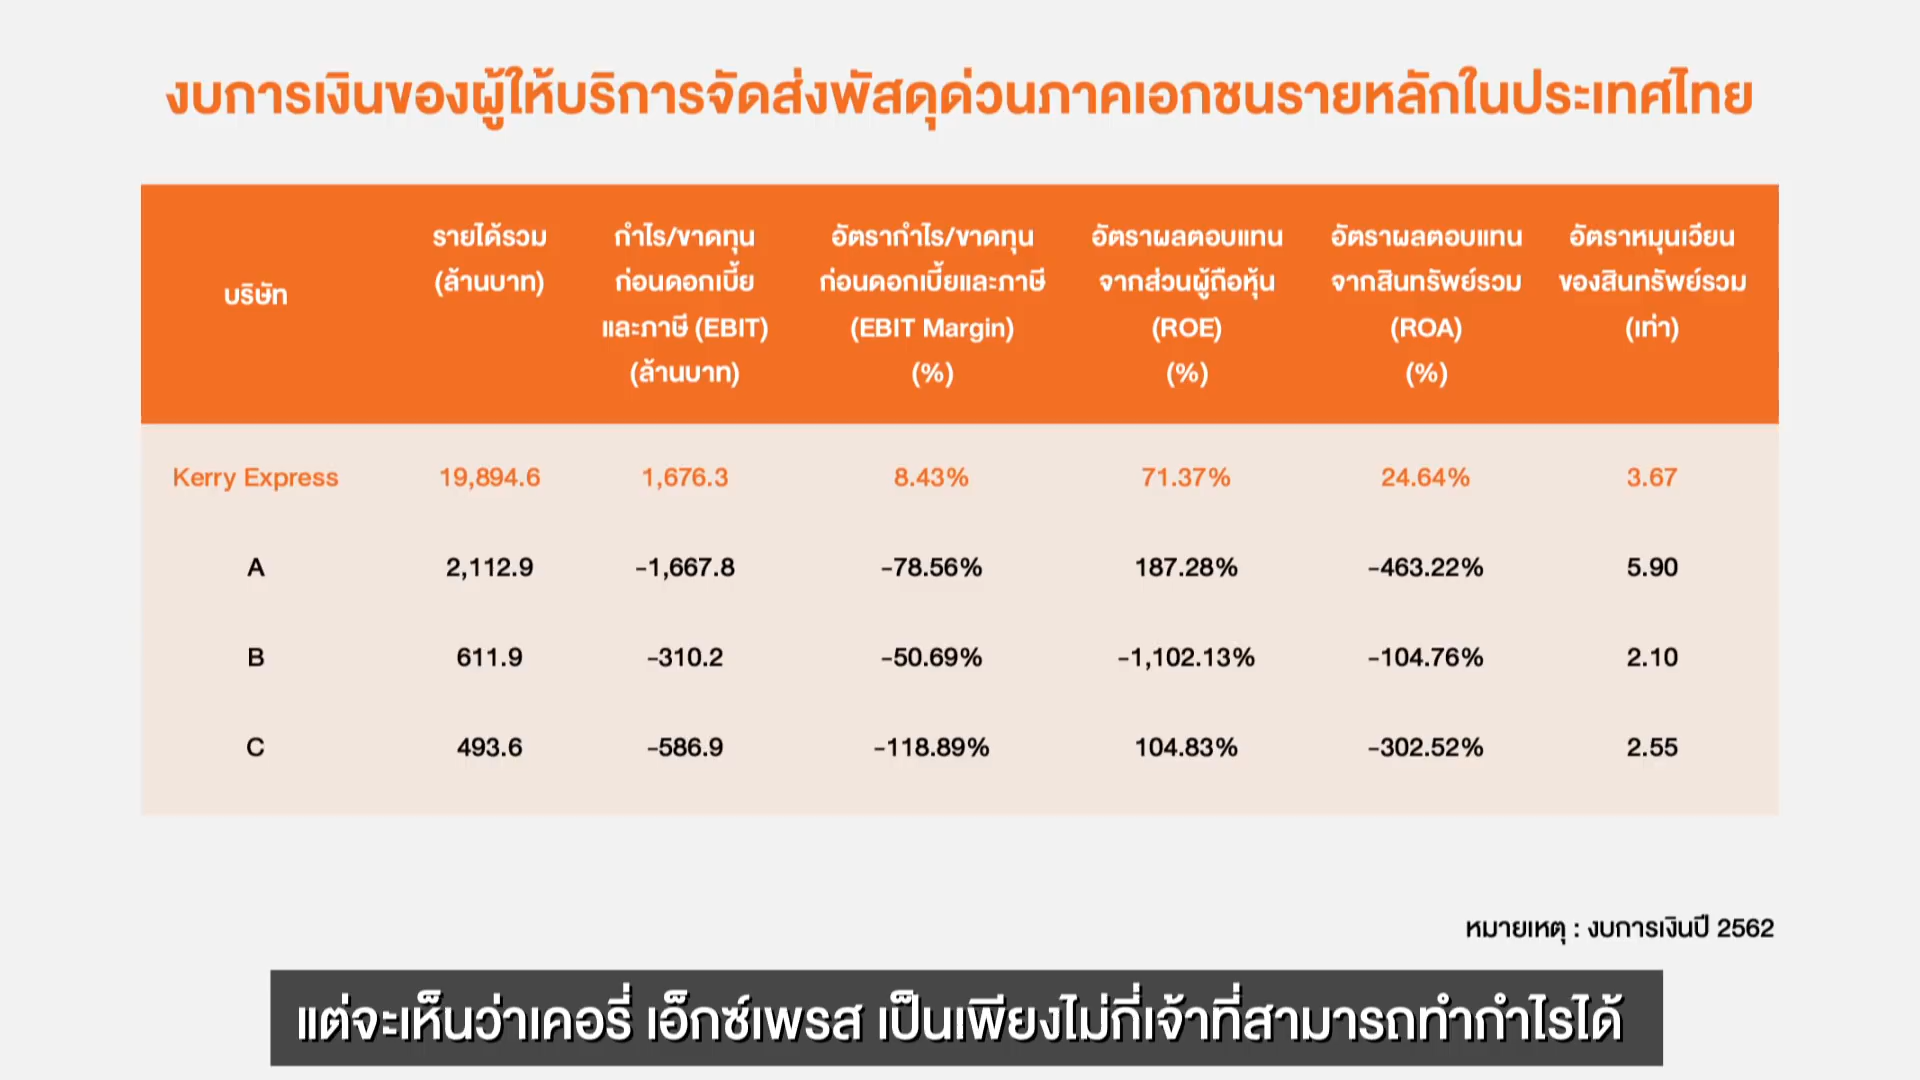 งบการเงินของผู้ให้บริการจัดส่งพัสดุด่วนภาคเอกชนรายหลักในประเทศไทย
บริษัท
รายได้รวม
(ล้านบาท)
กำไร/ขาดทุน
ก่อนดอกเบี้ย
และภาษี (EBIT)
(ล้านบาท)
อัตรากำไร/ขาดทุน
ก่อนดอกเบี้ยและภาษี
(EBIT Margin)
(%)
อัตราผลตอบแทน
จากส่วนผู้ถือหุ้น
(ROE)
(%)
อัตราผลตอบแทน
จากสินทรัพย์รวม
(ROA)
(%)
อัตราหมุนเวียน
ของสินทรัพย์รวม
(เท่า)
Kerry Express 19,894.6 1,676.3 8.43% 71.37% 24.64% 3.67
A 2,112.9 -1,667.8 -78.56% 187.28% -463.22% 5.90
B 611.9 -310.2 -50.69% -1,102.13% -104.76% 2.10
C 493.6 -586.9 -118.89% 104.83% -302.52% 2.55
หมายเหตุ : งบการเงินปี 2562
แต่จะเห็นว่าเคอรี่ เอ็กซ์เพรส เป็นเพียงไม่กี่เจ้าที่สามารถทำกำไรได้